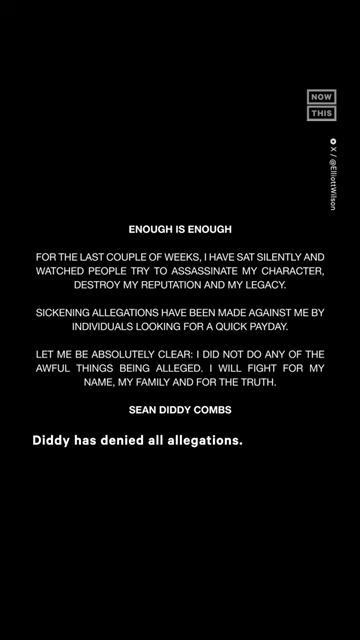 NOW
THIS
X / @ElliottWilson
ENOUGH IS ENOUGH
FOR THE LAST COUPLE OF WEEKS, I HAVE SAT SILENTLY AND
WATCHED PEOPLE TRY TO ASSASSINATE MY CHARACTER,
DESTROY MY REPUTATION AND MY LEGACY.
SICKENING ALLEGATIONS HAVE BEEN MADE AGAINST ME BY
INDIVIDUALS LOOKING FOR A QUICK PAYDAY.
LET ME BE ABSOLUTELY CLEAR: I DID NOT DO ANY OF THE
AWFUL THINGS BEING ALLEGED. I WILL FIGHT FOR MY
NAME, MY FAMILY AND FOR THE TRUTH.
SEAN DIDDY COMBS
Diddy has denied all allegations.